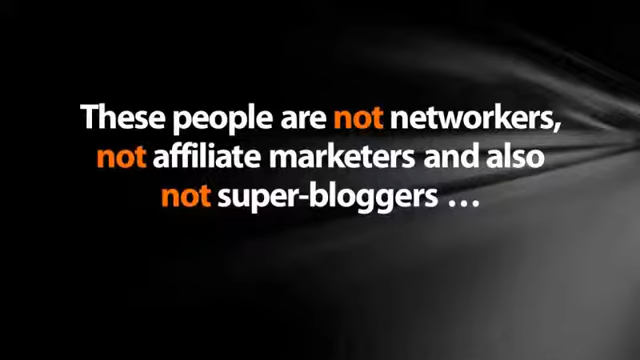 These people are not networkers,
not affiliate marketers and also
not super-bloggers …